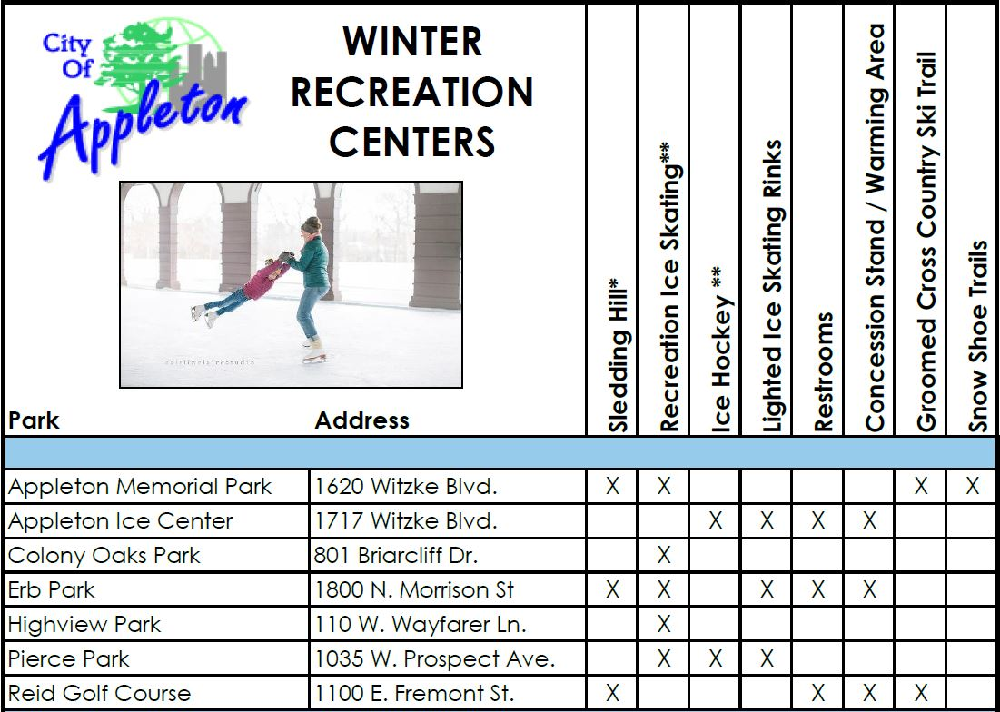 City
Of
Appleton
WINTER
RECREATION
CENTERS
caitlinclairestudio
Park Address Sledding Hill* Recreation Ice Skating** Ice Hockey ** Lighted Ice Skating Rinks Restrooms Concession Stand / Warming Area Groomed Cross Country Ski Trail Snow Shoe Trails
Appleton Memorial Park 1620 Witzke Blvd. X X X X
Appleton Ice Center 1717 Witzke Blvd. X X X X
Colony Oaks Park 801 Briarcliff Dr. X
Erb Park 1800 N. Morrison St X X X X X
Highview Park 110 W. Wayfarer Ln. X
Pierce Park 1035 W. Prospect Ave. X X X
Reid Golf Course 1100 E. Fremont St. X X X X